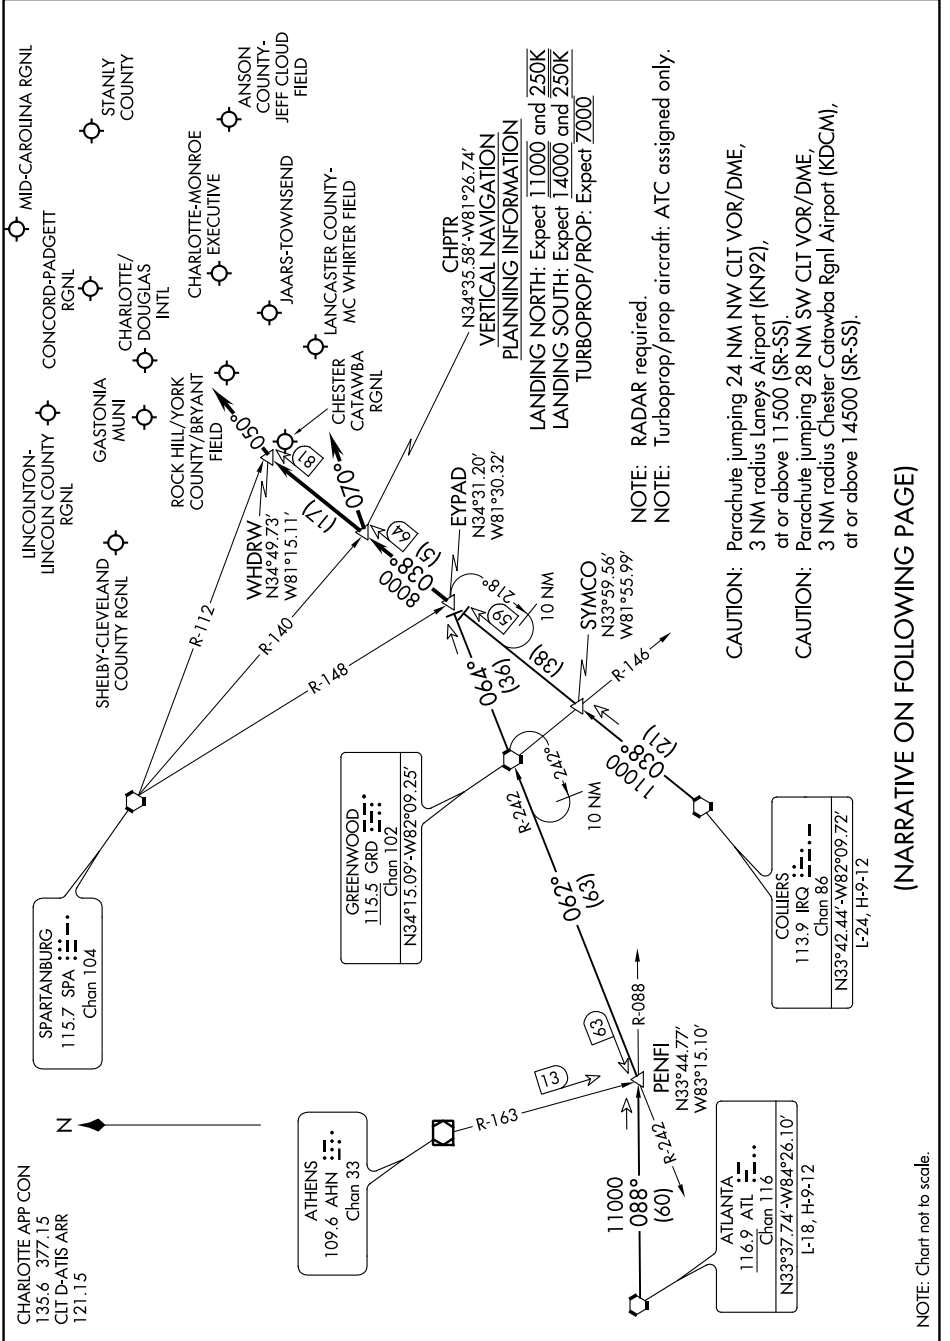 CHARLOTTE APP CON
135.6 377.15
CLT D-ATIS ARR
121.15
N
SPARTANBURG
115.7 SPA
Chan 104
ATHENS
109.6 AHN
Chan 33
GREENWOOD
115.5 GRD
Chan 102
N34°15.09′-W82°09.25′
ATLANTA
116.9 ATL
Chan 116
N33°37.74′-W84°26.10′
L-18, H-9-12
COLLIERS
113.9 IRQ
Chan 86
N33°42.44′-W82°09.72′
L-24, H-9-12
11000
088°
(60)
R-163
13
R-242
R-088
63
PENFI
N33°44.77′
W83°15.10′
062°
(63)
R-242
242°
10 NM
064°
(36)
11000
038°
(21)
SYMCO
N33°59.56′
W81°55.99′
R-146
(38)
59
218°
10 NM
EYPAD
N34°31.20′
W81°30.32′
8000
038°
(5)
64
070°
(17)
81
050°
R-112
R-140
R-148
WHDRW
N34°49.73′
W81°15.11′
CHPTR
N34°35.58′-W81°26.74′
VERTICAL NAVIGATION
PLANNING INFORMATION
LANDING NORTH: Expect 11000 and 250K
LANDING SOUTH: Expect 14000 and 250K
TURBOPROP/PROP: Expect 7000
SHELBY-CLEVELAND
COUNTY RGNL
LINCOLNTON-
LINCOLN COUNTY
RGNL
GASTONIA
MUNI
ROCK HILL/YORK
COUNTY/BRYANT
FIELD
CHESTER
CATAWBA
RGNL
CONCORD-PADGETT
RGNL
CHARLOTTE/
DOUGLAS
INTL
MID-CAROLINA RGNL
STANLY
COUNTY
CHARLOTTE-MONROE
EXECUTIVE
ANSON
COUNTY-
JEFF CLOUD
FIELD
JAARS-TOWNSEND
LANCASTER COUNTY-
MC WHIRTER FIELD
NOTE: RADAR required.
NOTE: Turboprop/prop aircraft: ATC assigned only.
CAUTION: Parachute jumping 24 NM NW CLT VOR/DME,
3 NM radius Laneys Airport (KN92),
at or above 11500 (SR-SS).
CAUTION: Parachute jumping 28 NM SW CLT VOR/DME,
3 NM radius Chester Catawba Rgnl Airport (KDCM),
at or above 14500 (SR-SS).
(NARRATIVE ON FOLLOWING PAGE)
NOTE: Chart not to scale.